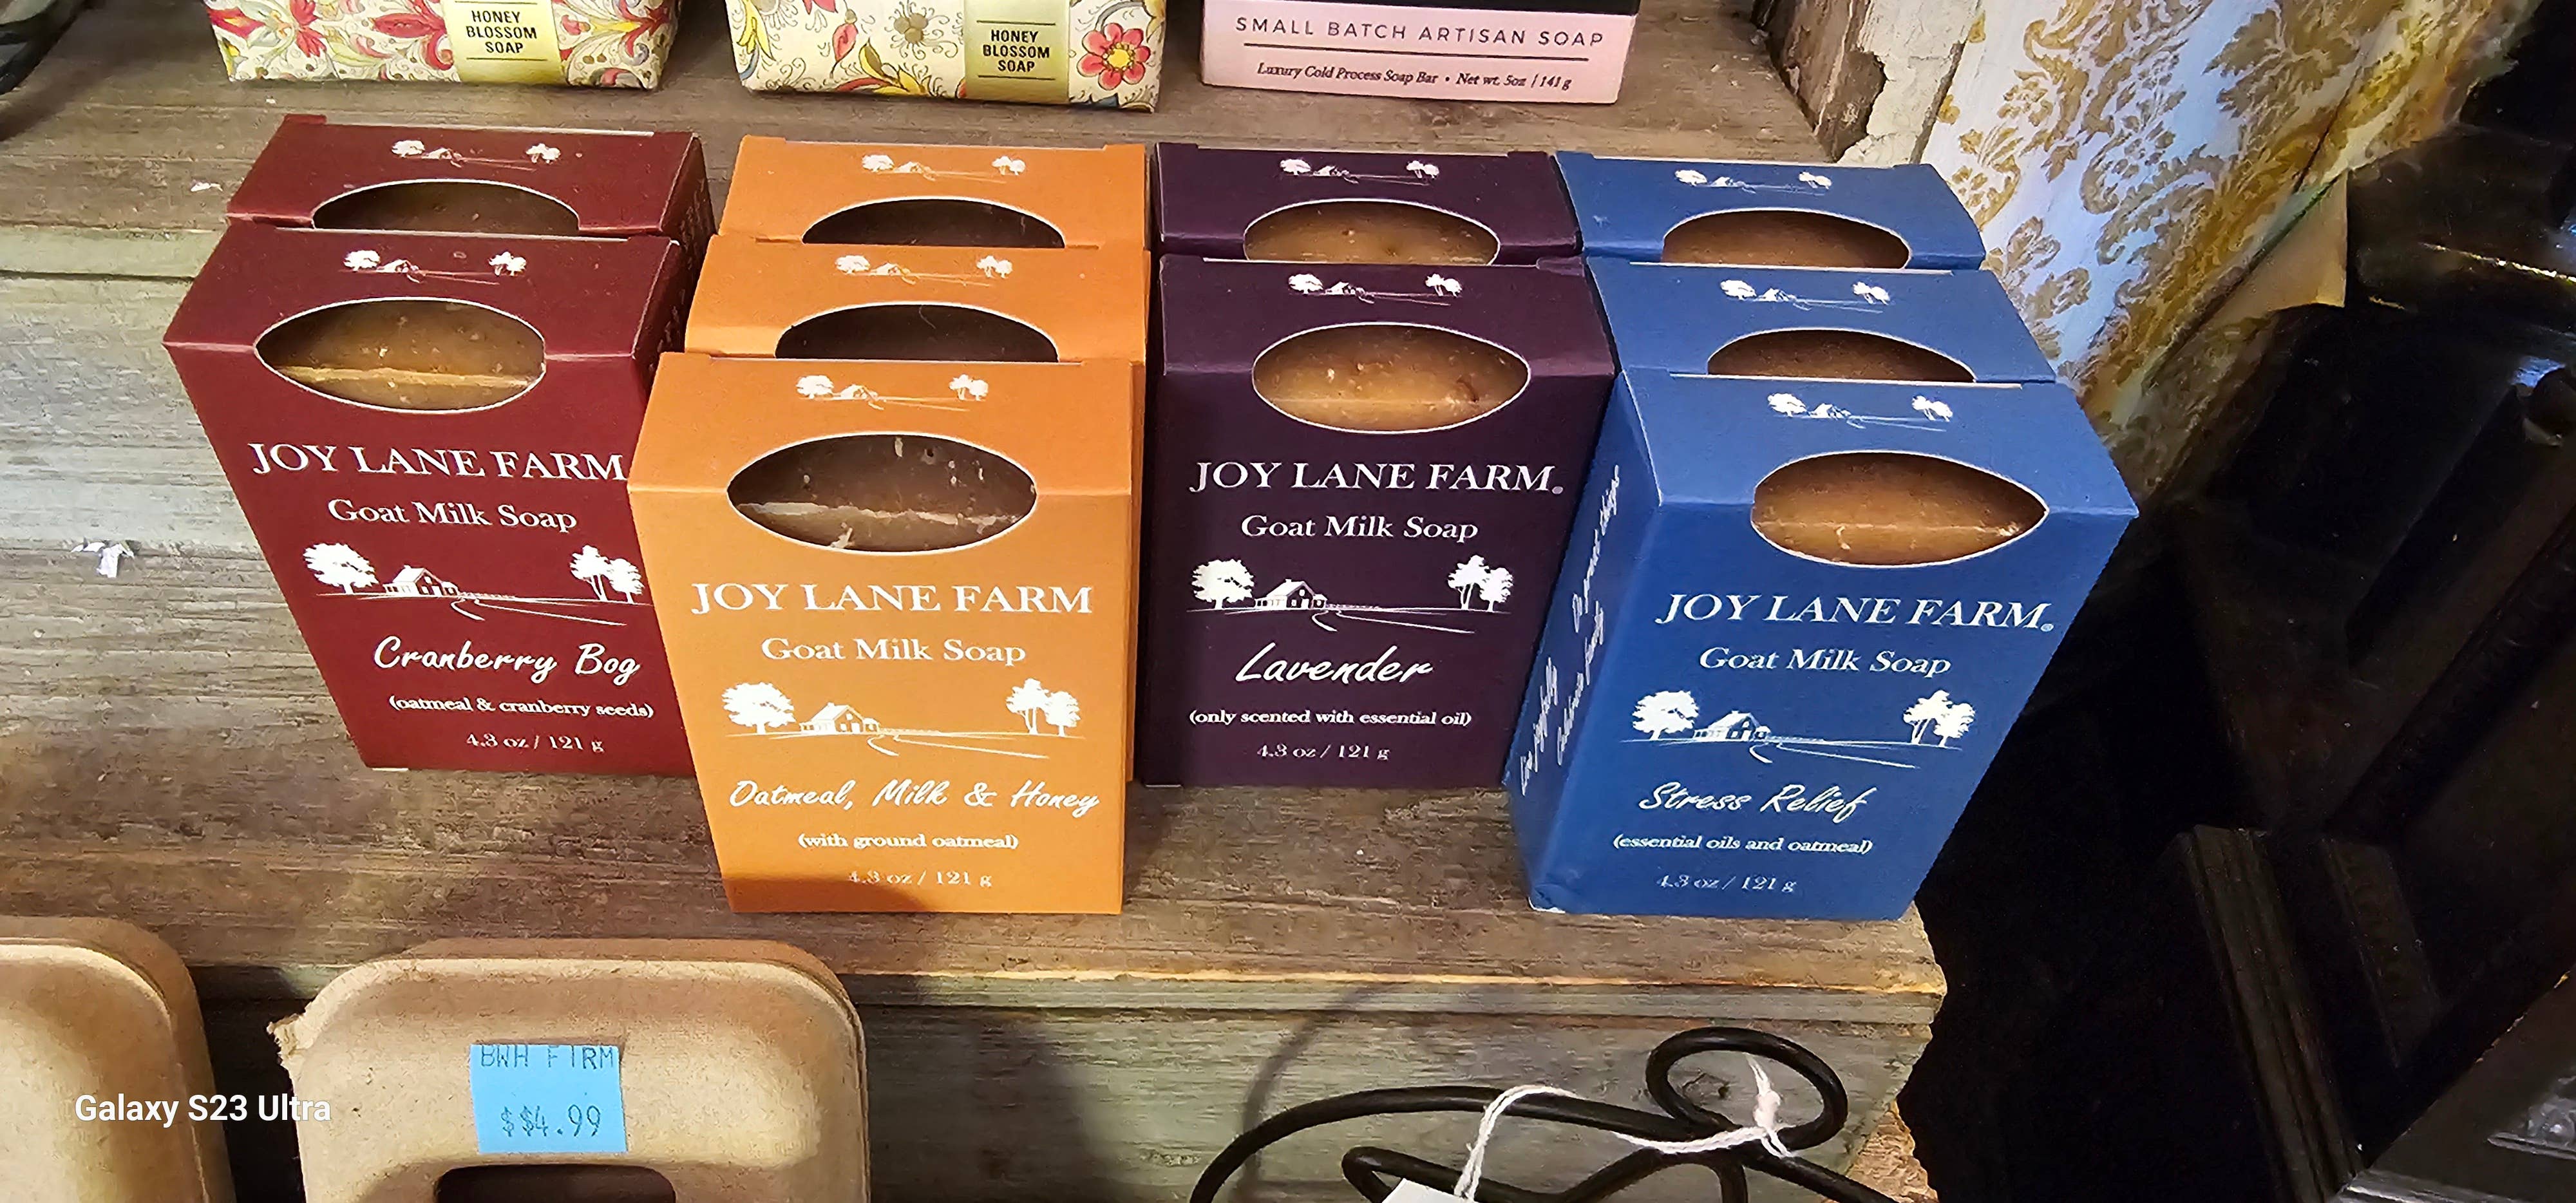 HONEY
BLOSSOM
SOAP
HONEY
BLOSSOM
SOAP
SMALL BATCH ARTISAN SOAP
Luxury Cold Process Soap Bar • Net wt. 5oz / 141g
JOY LANE FARM
Goat Milk Soap
Cranberry Bog
(oatmeal & cranberry seeds)
4.3 oz / 121 g
JOY LANE FARM
Goat Milk Soap
Oatmeal, Milk & Honey
(with ground oatmeal)
4.3 oz / 121 g
JOY LANE FARM®
Goat Milk Soap
Lavender
(only scented with essential oil)
4.3 oz / 121 g
JOY LANE FARM®
Goat Milk Soap
Stress Relief
(essential oils and oatmeal)
4.3 oz / 121 g
BWH FIRM
$$4.99
Galaxy S23 Ultra